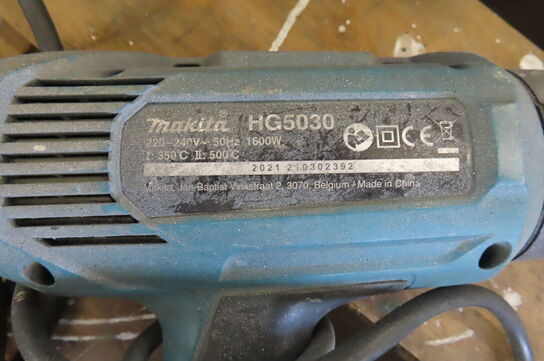 makita HG5030
220-240V~ 50Hz 1600W
I: 350°C II: 500°C
2021 210302392
Makita, Jan-Baptist Vinkstraat 2, 3070, Belgium / Made in China
CE